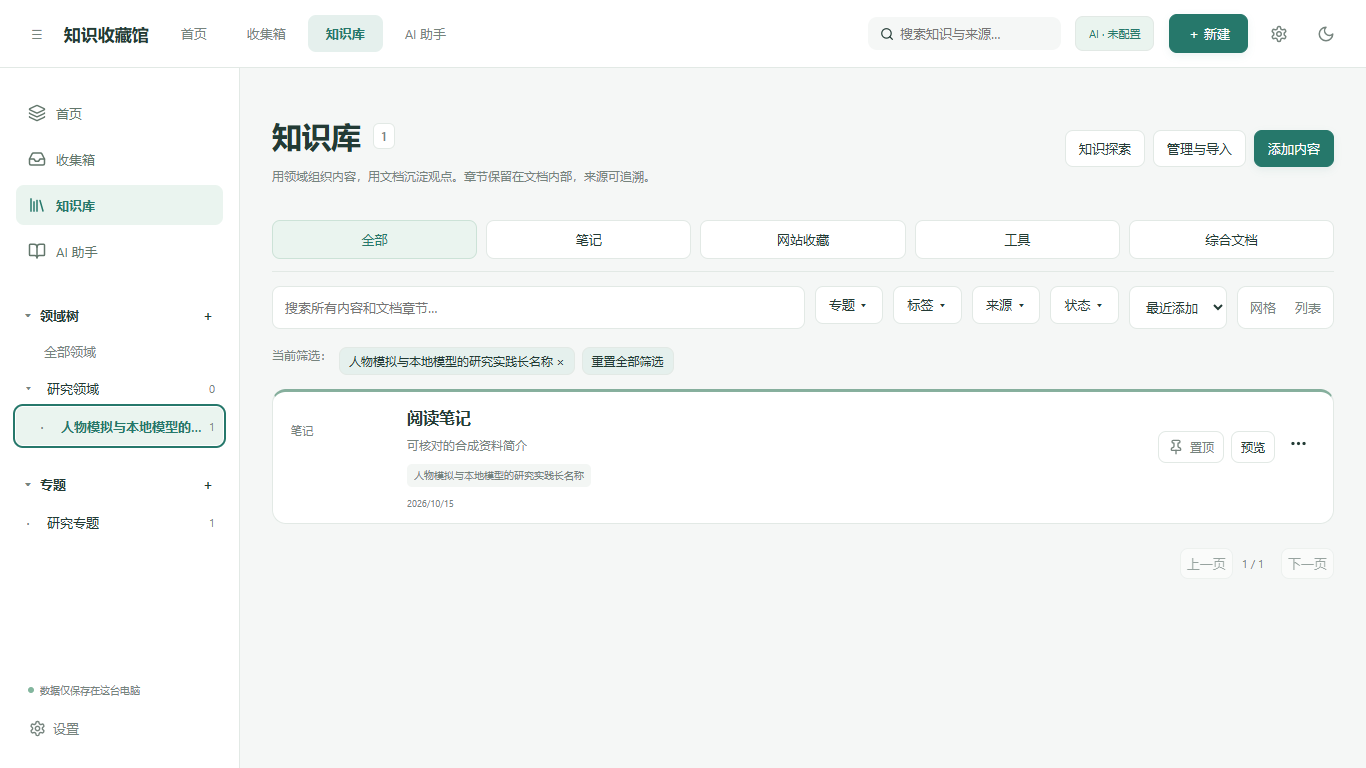 知识收藏馆
首页
收集箱
知识库
AI 助手
搜索知识与来源...
AI · 未配置
+ 新建
首页
收集箱
知识库
AI 助手
领域树 +
全部领域
研究领域 0
人物模拟与本地模型的... 1
专题 +
研究专题 1
数据仅保存在这台电脑
设置
知识库 1
用领域组织内容，用文档沉淀观点。章节保留在文档内部，来源可追溯。
知识探索
管理与导入
添加内容
全部
笔记
网站收藏
工具
综合文档
搜索所有内容和文档章节...
专题
标签
来源
状态
最近添加
网格
列表
当前筛选：
人物模拟与本地模型的研究实践长名称 ×
重置全部筛选
笔记
阅读笔记
可核对的合成资料简介
人物模拟与本地模型的研究实践长名称
2026/10/15
置顶
预览
•••
上一页
1 / 1
下一页